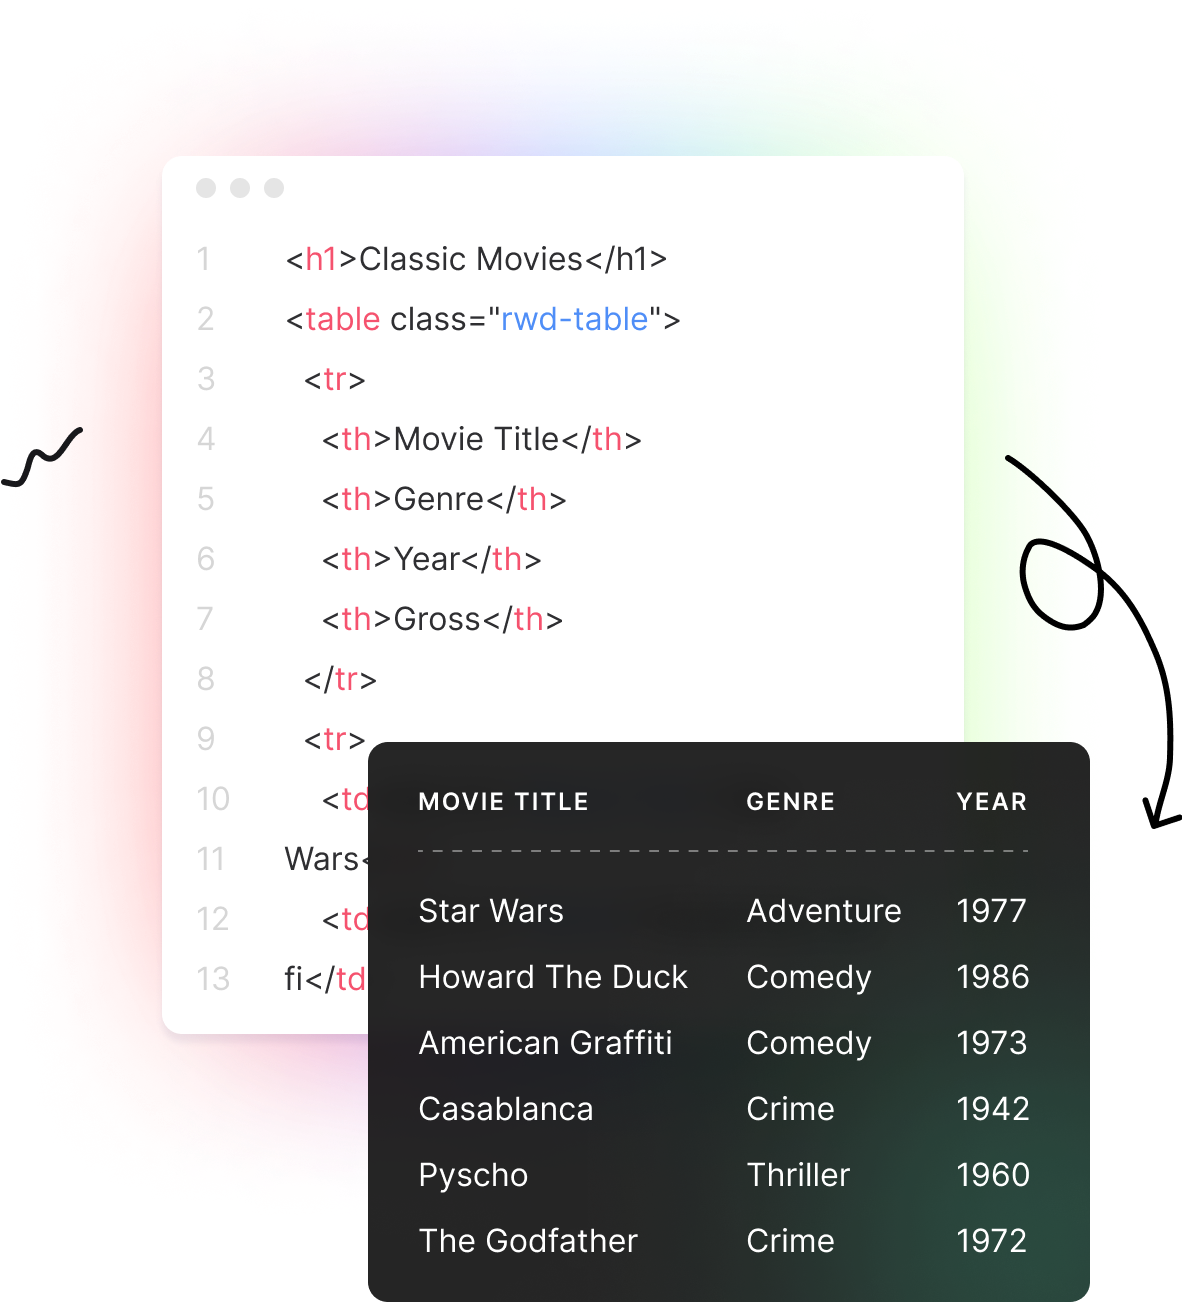 1 <h1>Classic Movies</h1>
2 <table class="rwd-table">
3 <tr>
4 <th>Movie Title</th>
5 <th>Genre</th>
6 <th>Year</th>
7 <th>Gross</th>
8 </tr>
9 <tr>
10 <td
11 Wars<
12 <td
13 fi</td
MOVIE TITLE GENRE YEAR
Star Wars Adventure 1977
Howard The Duck Comedy 1986
American Graffiti Comedy 1973
Casablanca Crime 1942
Pyscho Thriller 1960
The Godfather Crime 1972